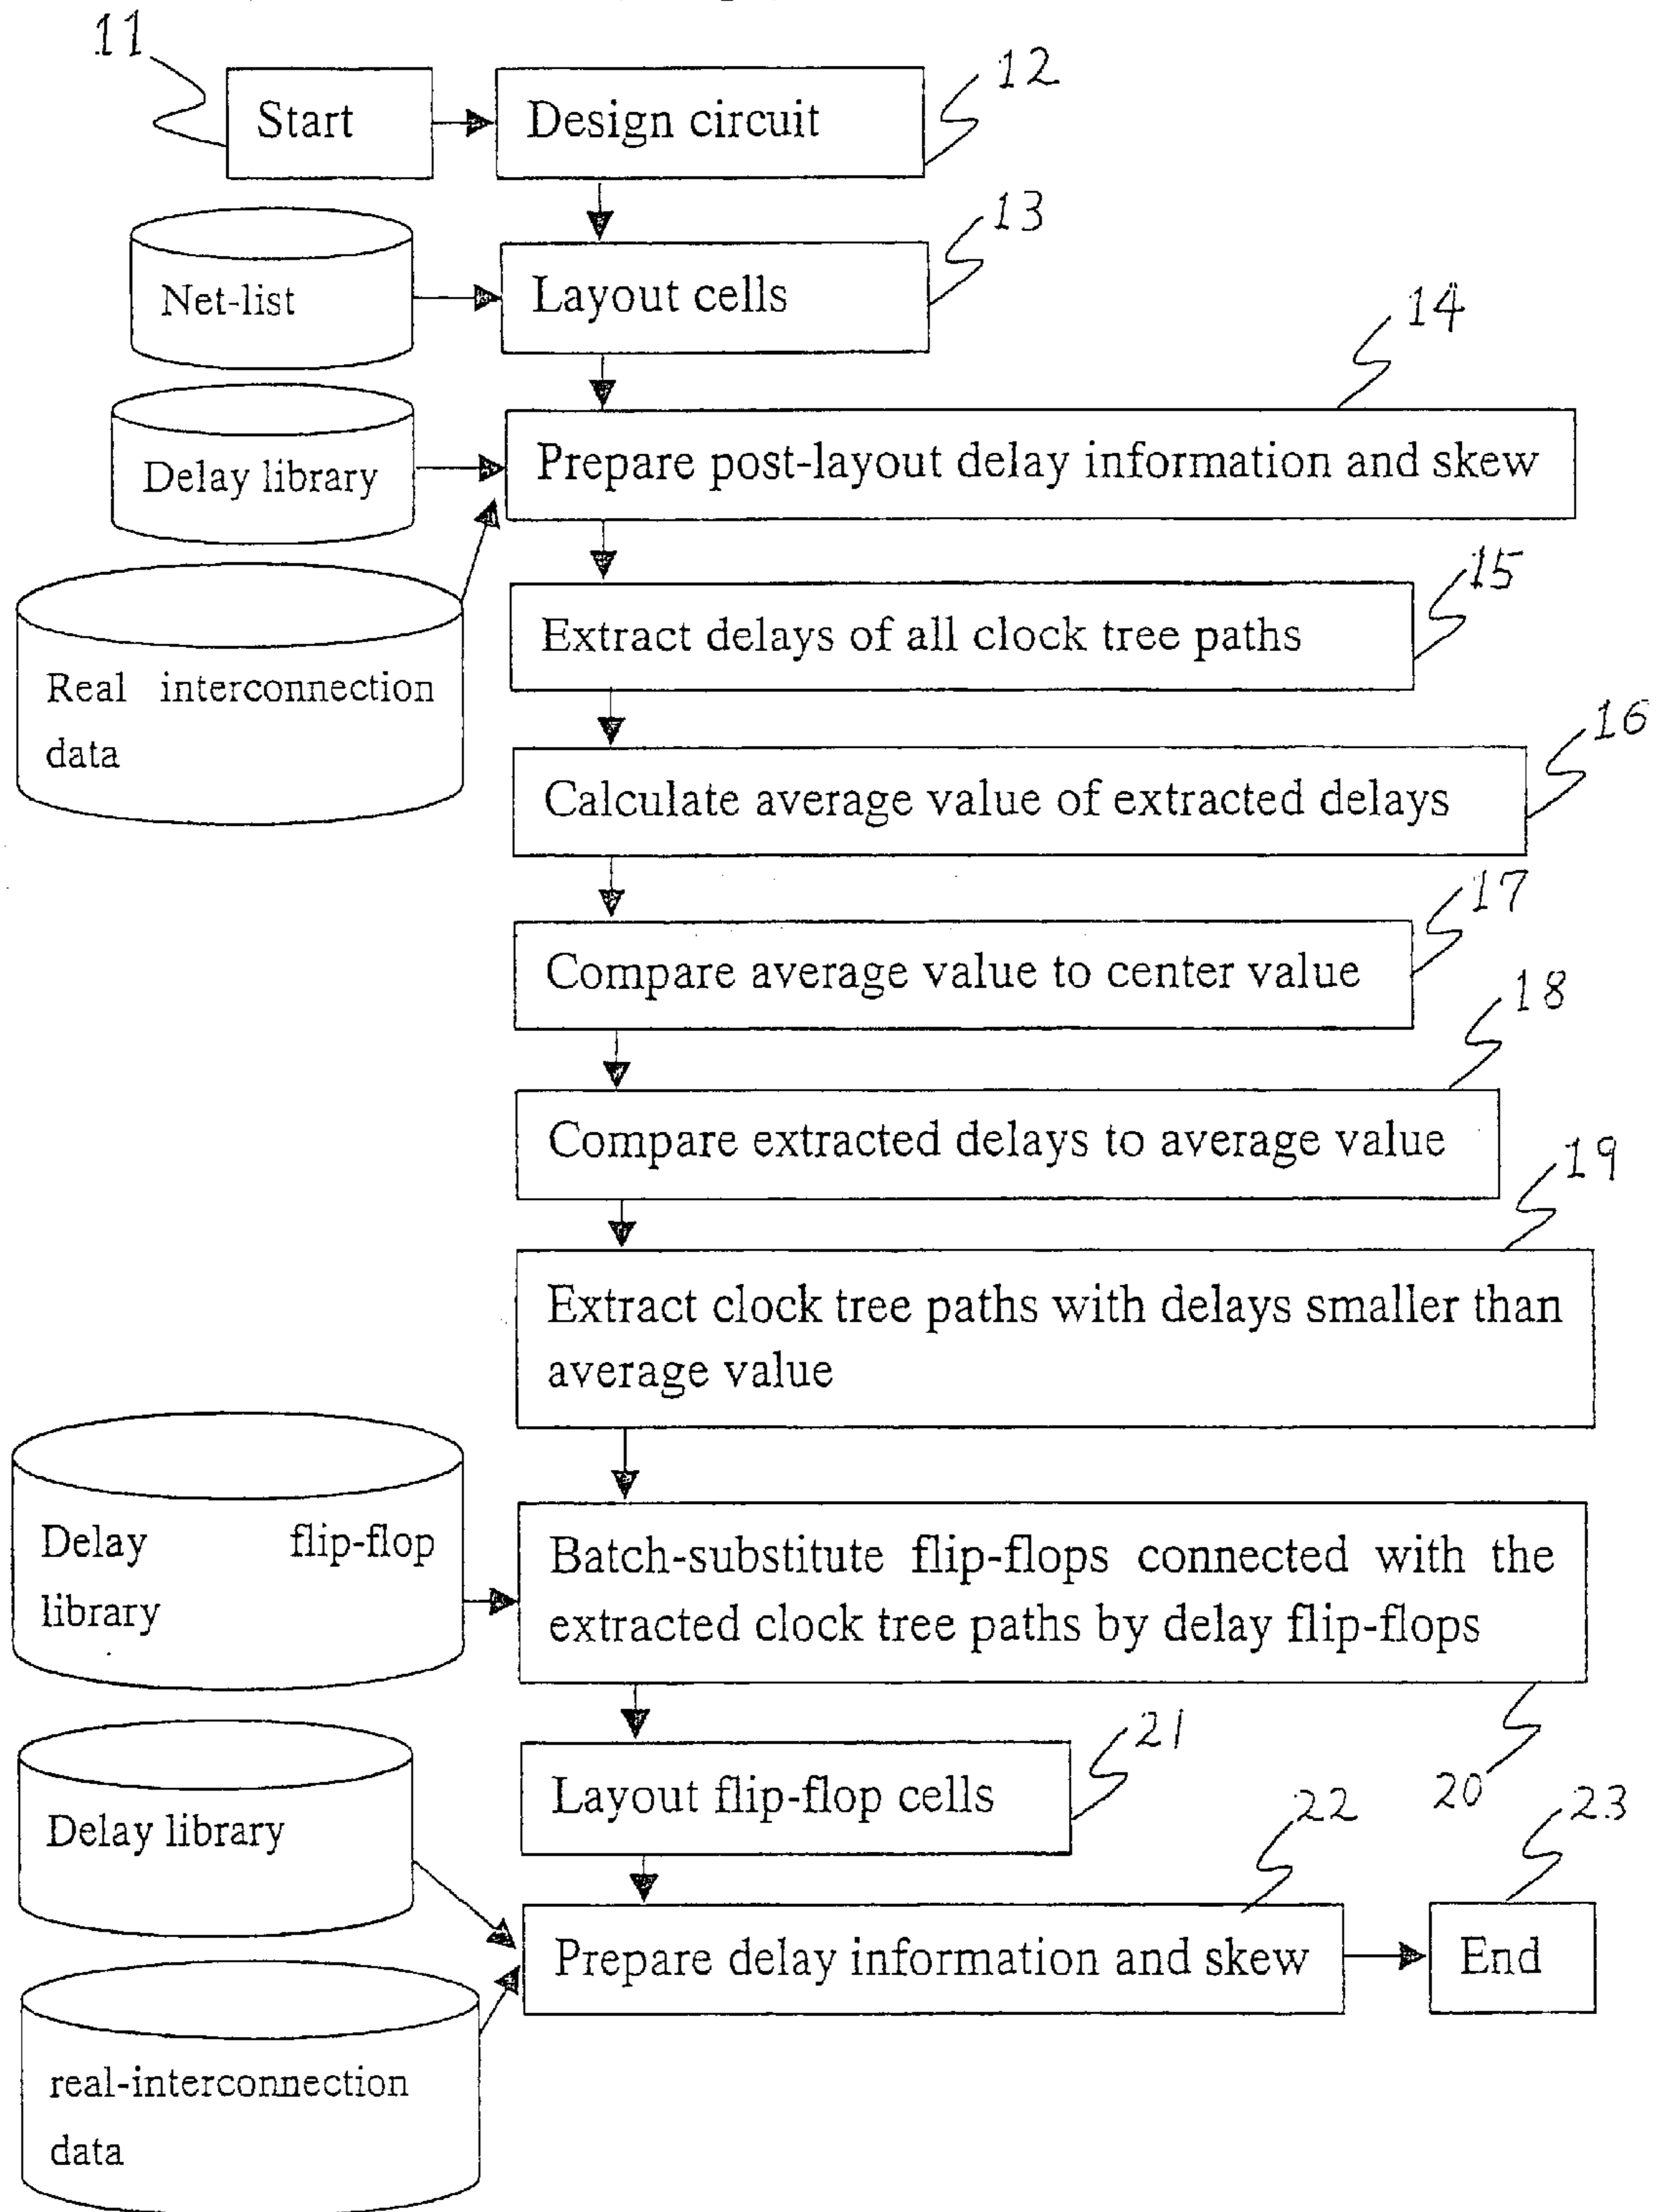 11
Start
Design circuit
12
Net-list
Layout cells
13
Delay library
Prepare post-layout delay information and skew
14
Real interconnection
data
Extract delays of all clock tree paths
15
Calculate average value of extracted delays
16
Compare average value to center value
17
Compare extracted delays to average value
18
Extract clock tree paths with delays smaller than
average value
19
Delay flip-flop
library
Batch-substitute flip-flops connected with the
extracted clock tree paths by delay flip-flops
20
Layout flip-flop cells
21
Delay library
real-interconnection
data
Prepare delay information and skew
22
End
23